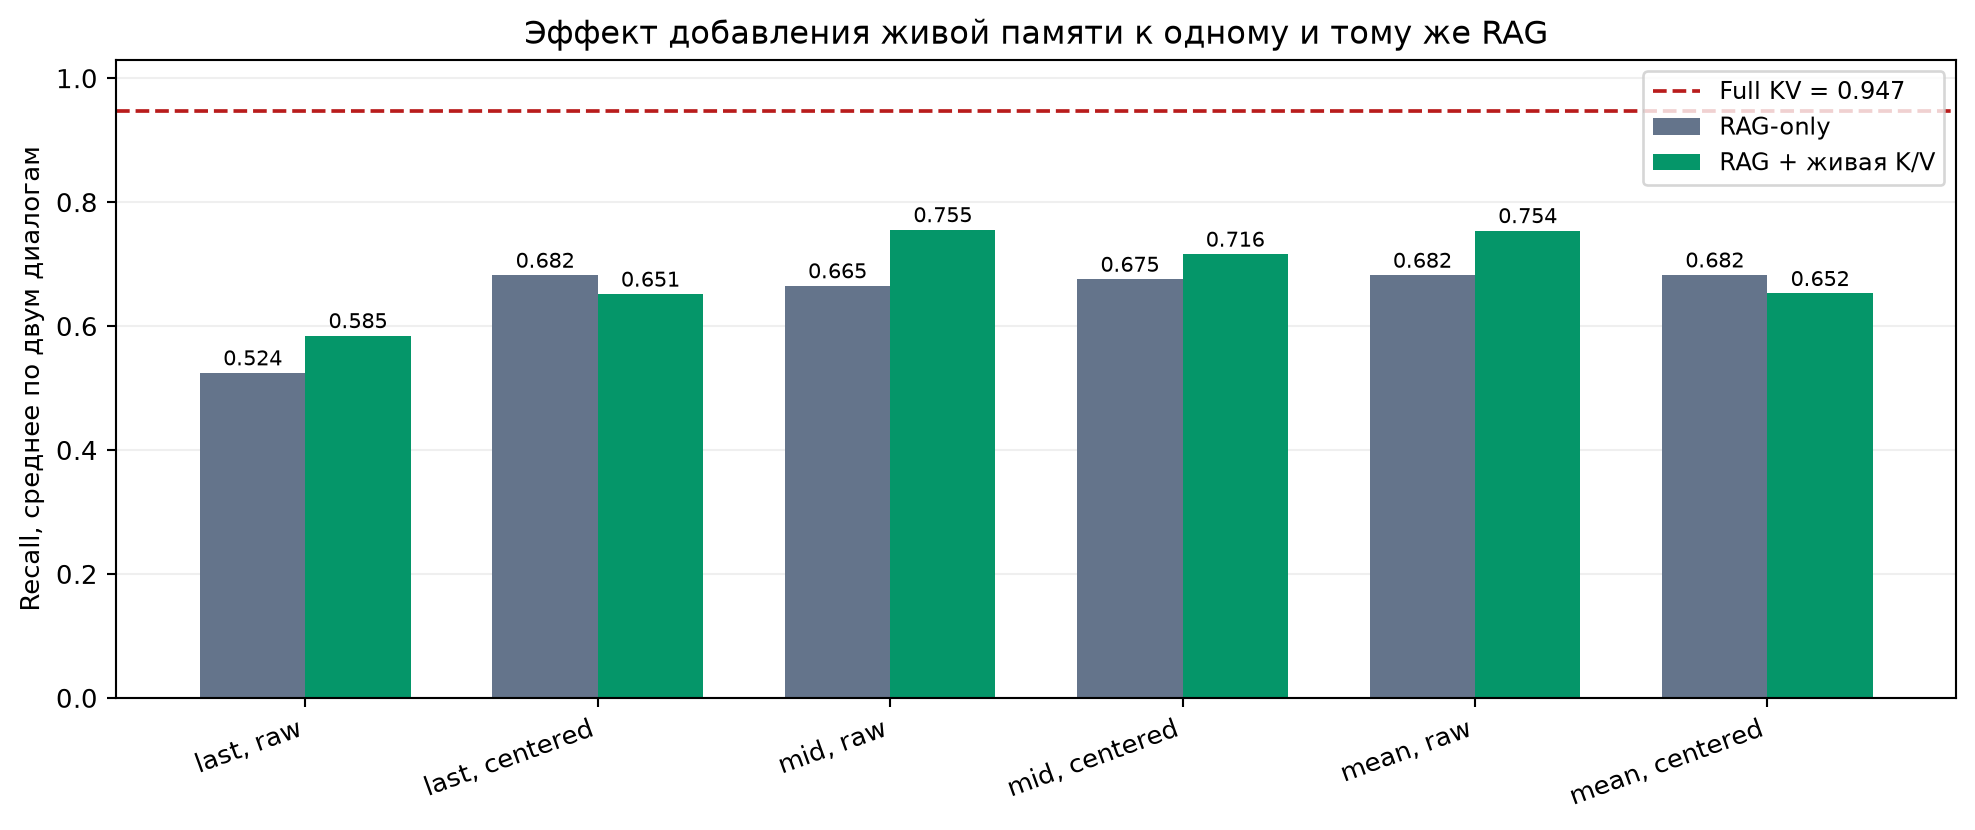 Эффект добавления живой памяти к одному и тому же RAG
Recall, среднее по двум диалогам
1.0
0.8
0.6
0.4
0.2
0.0
Full KV = 0.947
RAG-only
RAG + живая K/V
0.524
0.585
0.682
0.651
0.665
0.755
0.675
0.716
0.682
0.754
0.682
0.652
last, raw
last, centered
mid, raw
mid, centered
mean, raw
mean, centered